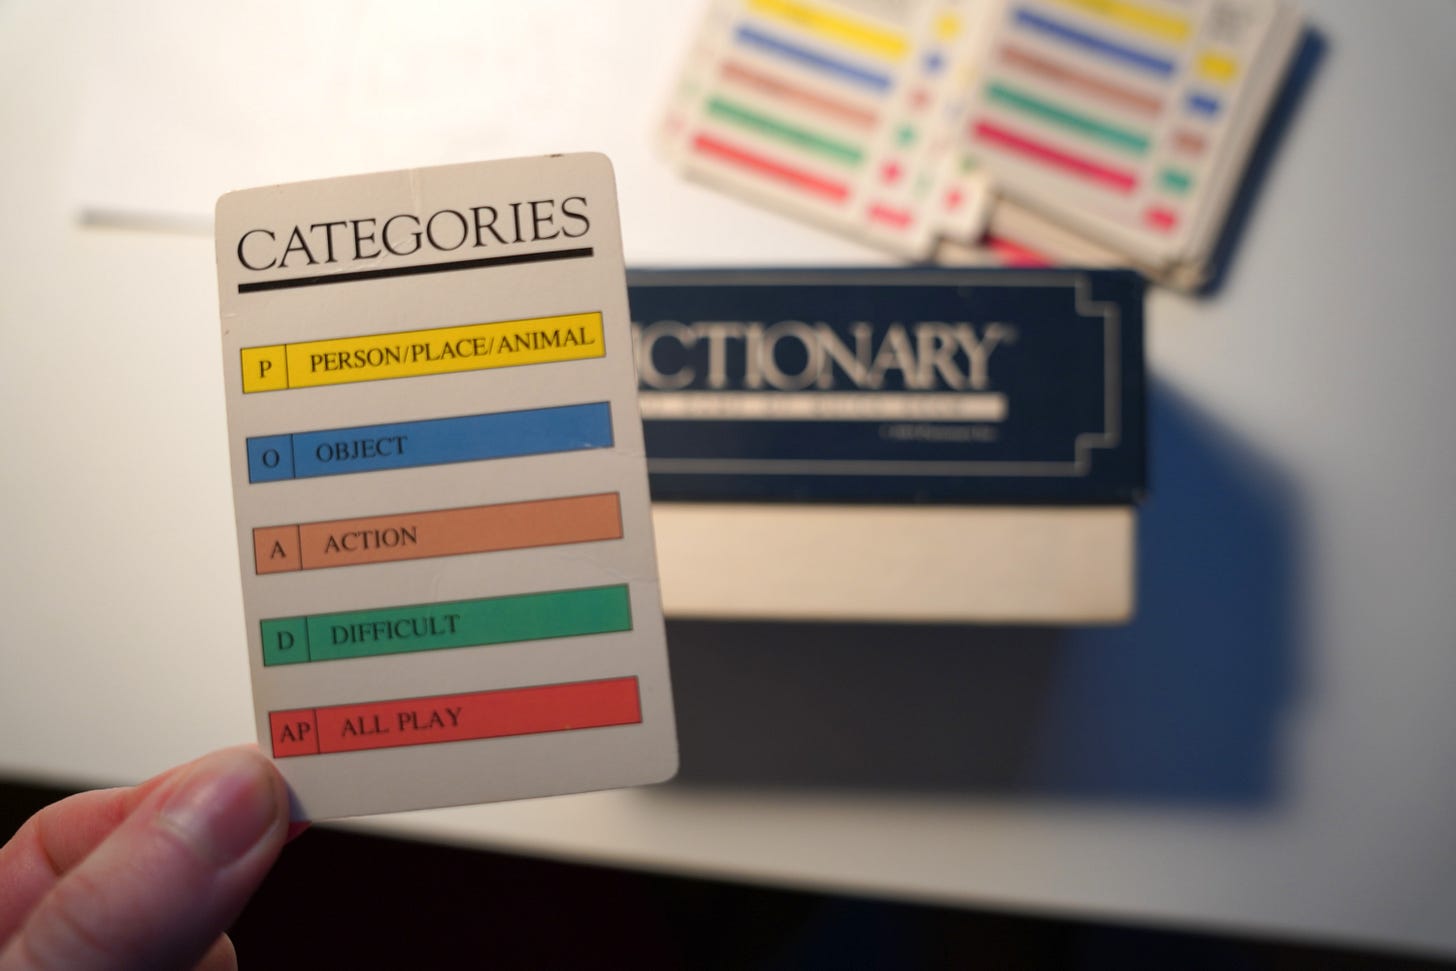 CATEGORIES
P PERSON/PLACE/ANIMAL
O OBJECT
A ACTION
D DIFFICULT
AP ALL PLAY
ICTIONARY